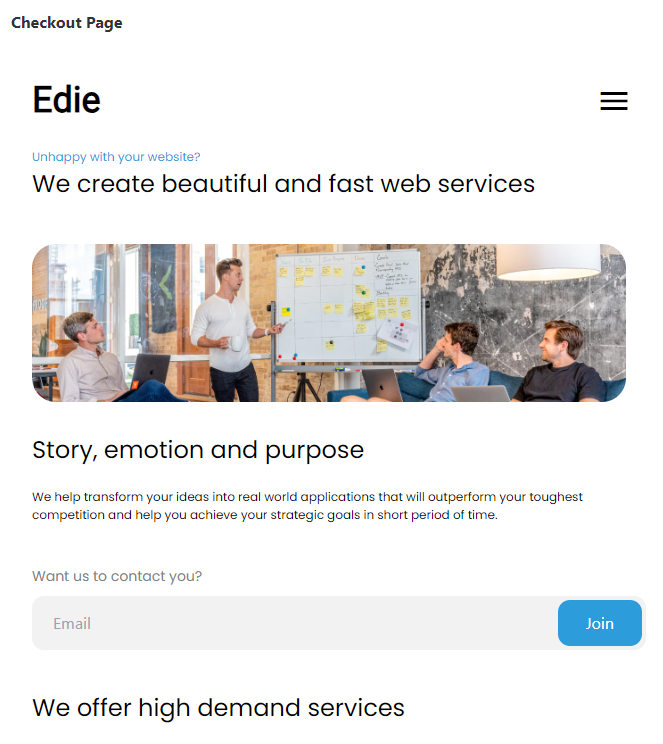 Checkout Page
Edie
Unhappy with your website?
We create beautiful and fast web services
Story, emotion and purpose
We help transform your ideas into real world applications that will outperform your toughest
competition and help you achieve your strategic goals in short period of time.
Want us to contact you?
Email
Join
We offer high demand services